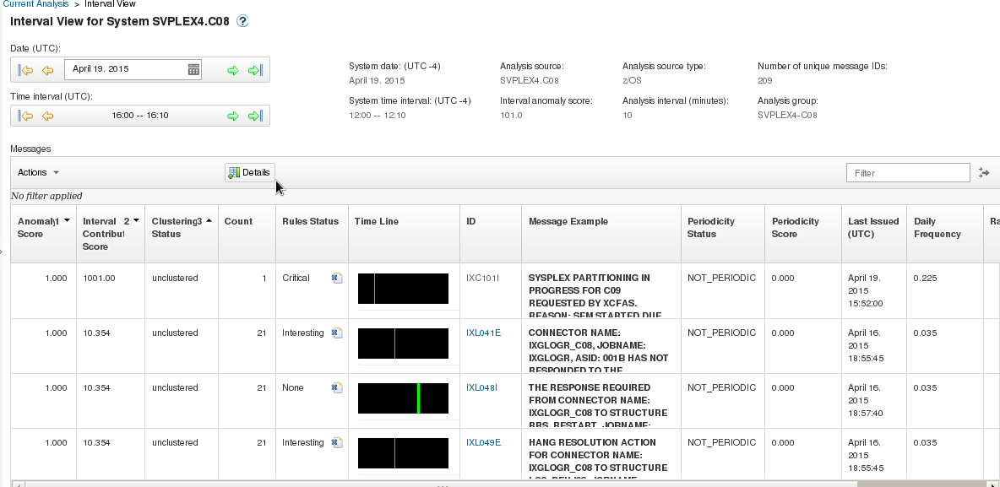 Current Analysis > Interval View
Interval View for System SVPLEX4.C08 ?
Date (UTC):
April 19, 2015
Time interval (UTC):
16:00 -- 16:10
System date: (UTC -4)
April 19, 2015
System time interval: (UTC -4)
12:00 -- 12:10
Analysis source:
SVPLEX4.C08
Interval anomaly score:
101.0
Analysis source type:
z/OS
Analysis interval (minutes):
10
Number of unique message IDs:
209
Analysis group:
SVPLEX4-C08
Messages
Actions Details Filter
No filter applied
Anomaly 1
Score
Interval 2
Contribut
Score
Clustering 3
Status
Count
Rules Status
Time Line
ID
Message Example
Periodicity
Status
Periodicity
Score
Last Issued
(UTC)
Daily
Frequency
Ra
1.000
1001.00
unclustered
1
Critical
IXC101I
SYSPLEX PARTITIONING IN
PROGRESS FOR C09
REQUESTED BY XCFAS.
REASON: SFM STARTED DUE
NOT_PERIODIC
0.000
April 19,
2015
15:52:00
0.225
1.000
10.354
unclustered
21
Interesting
IXL041E
CONNECTOR NAME:
IXGLOGR_C08, JOBNAME:
IXGLOGR, ASID: 001B HAS NOT
RESPONDED TO THE
NOT_PERIODIC
0.000
April 16,
2015
18:55:45
0.035
1.000
10.354
unclustered
21
None
IXL048I
THE RESPONSE REQUIRED
FROM CONNECTOR NAME:
IXGLOGR_C08 TO STRUCTURE
RRS_RESTART, JOBNAME:
NOT_PERIODIC
0.000
April 16,
2015
18:57:40
0.035
1.000
10.354
unclustered
21
Interesting
IXL049E
HANG RESOLUTION ACTION
FOR CONNECTOR NAME:
IXGLOGR_C08 TO STRUCTURE
NOT_PERIODIC
0.000
April 16,
2015
18:55:45
0.035